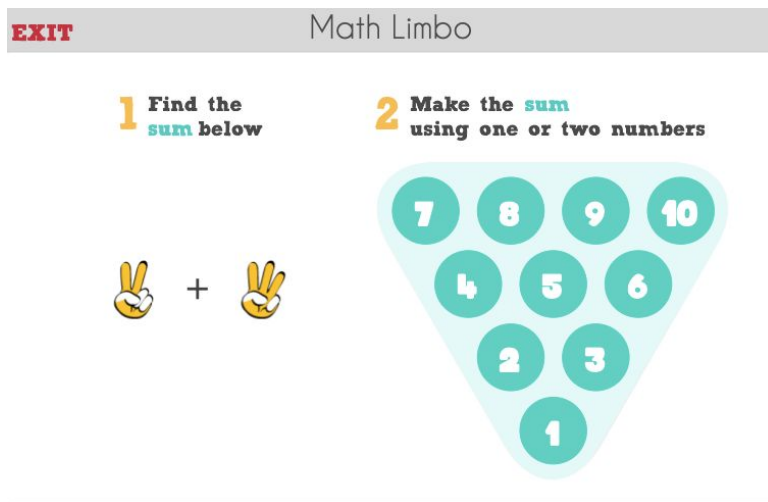 EXIT
Math Limbo
1 Find the
sum below
2 Make the sum
using one or two numbers
+
7 8 9 10
4 5 6
2 3
1